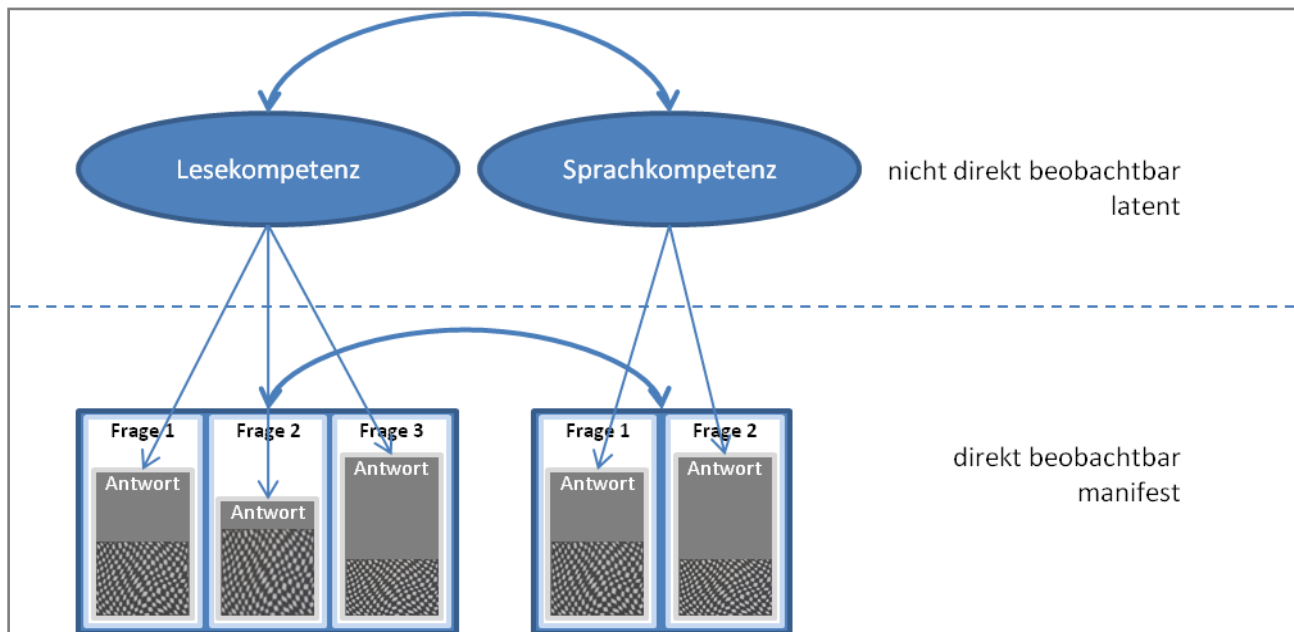 Lesekompetenz
Sprachkompetenz
nicht direkt beobachtbar
latent
Frage 1
Frage 2
Frage 3
Frage 1
Frage 2
Antwort
Antwort
Antwort
Antwort
Antwort
direkt beobachtbar
manifest